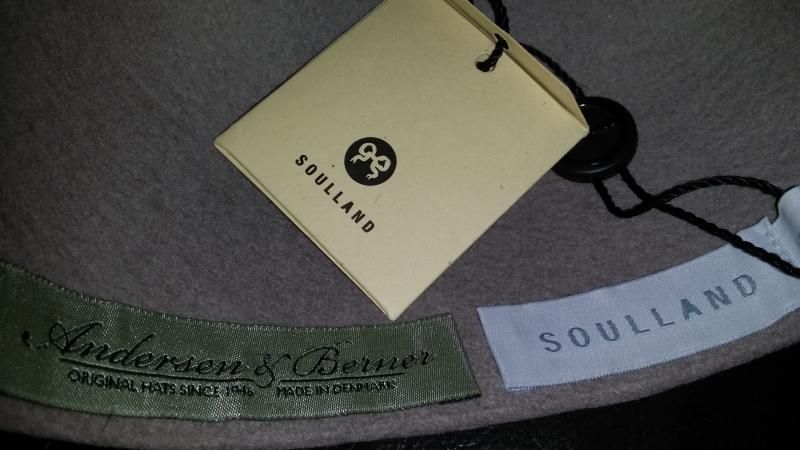 SOULLAND
SOULLAND
Andersen & Berner
ORIGINAL HATS SINCE 1946 MADE IN DENMARK